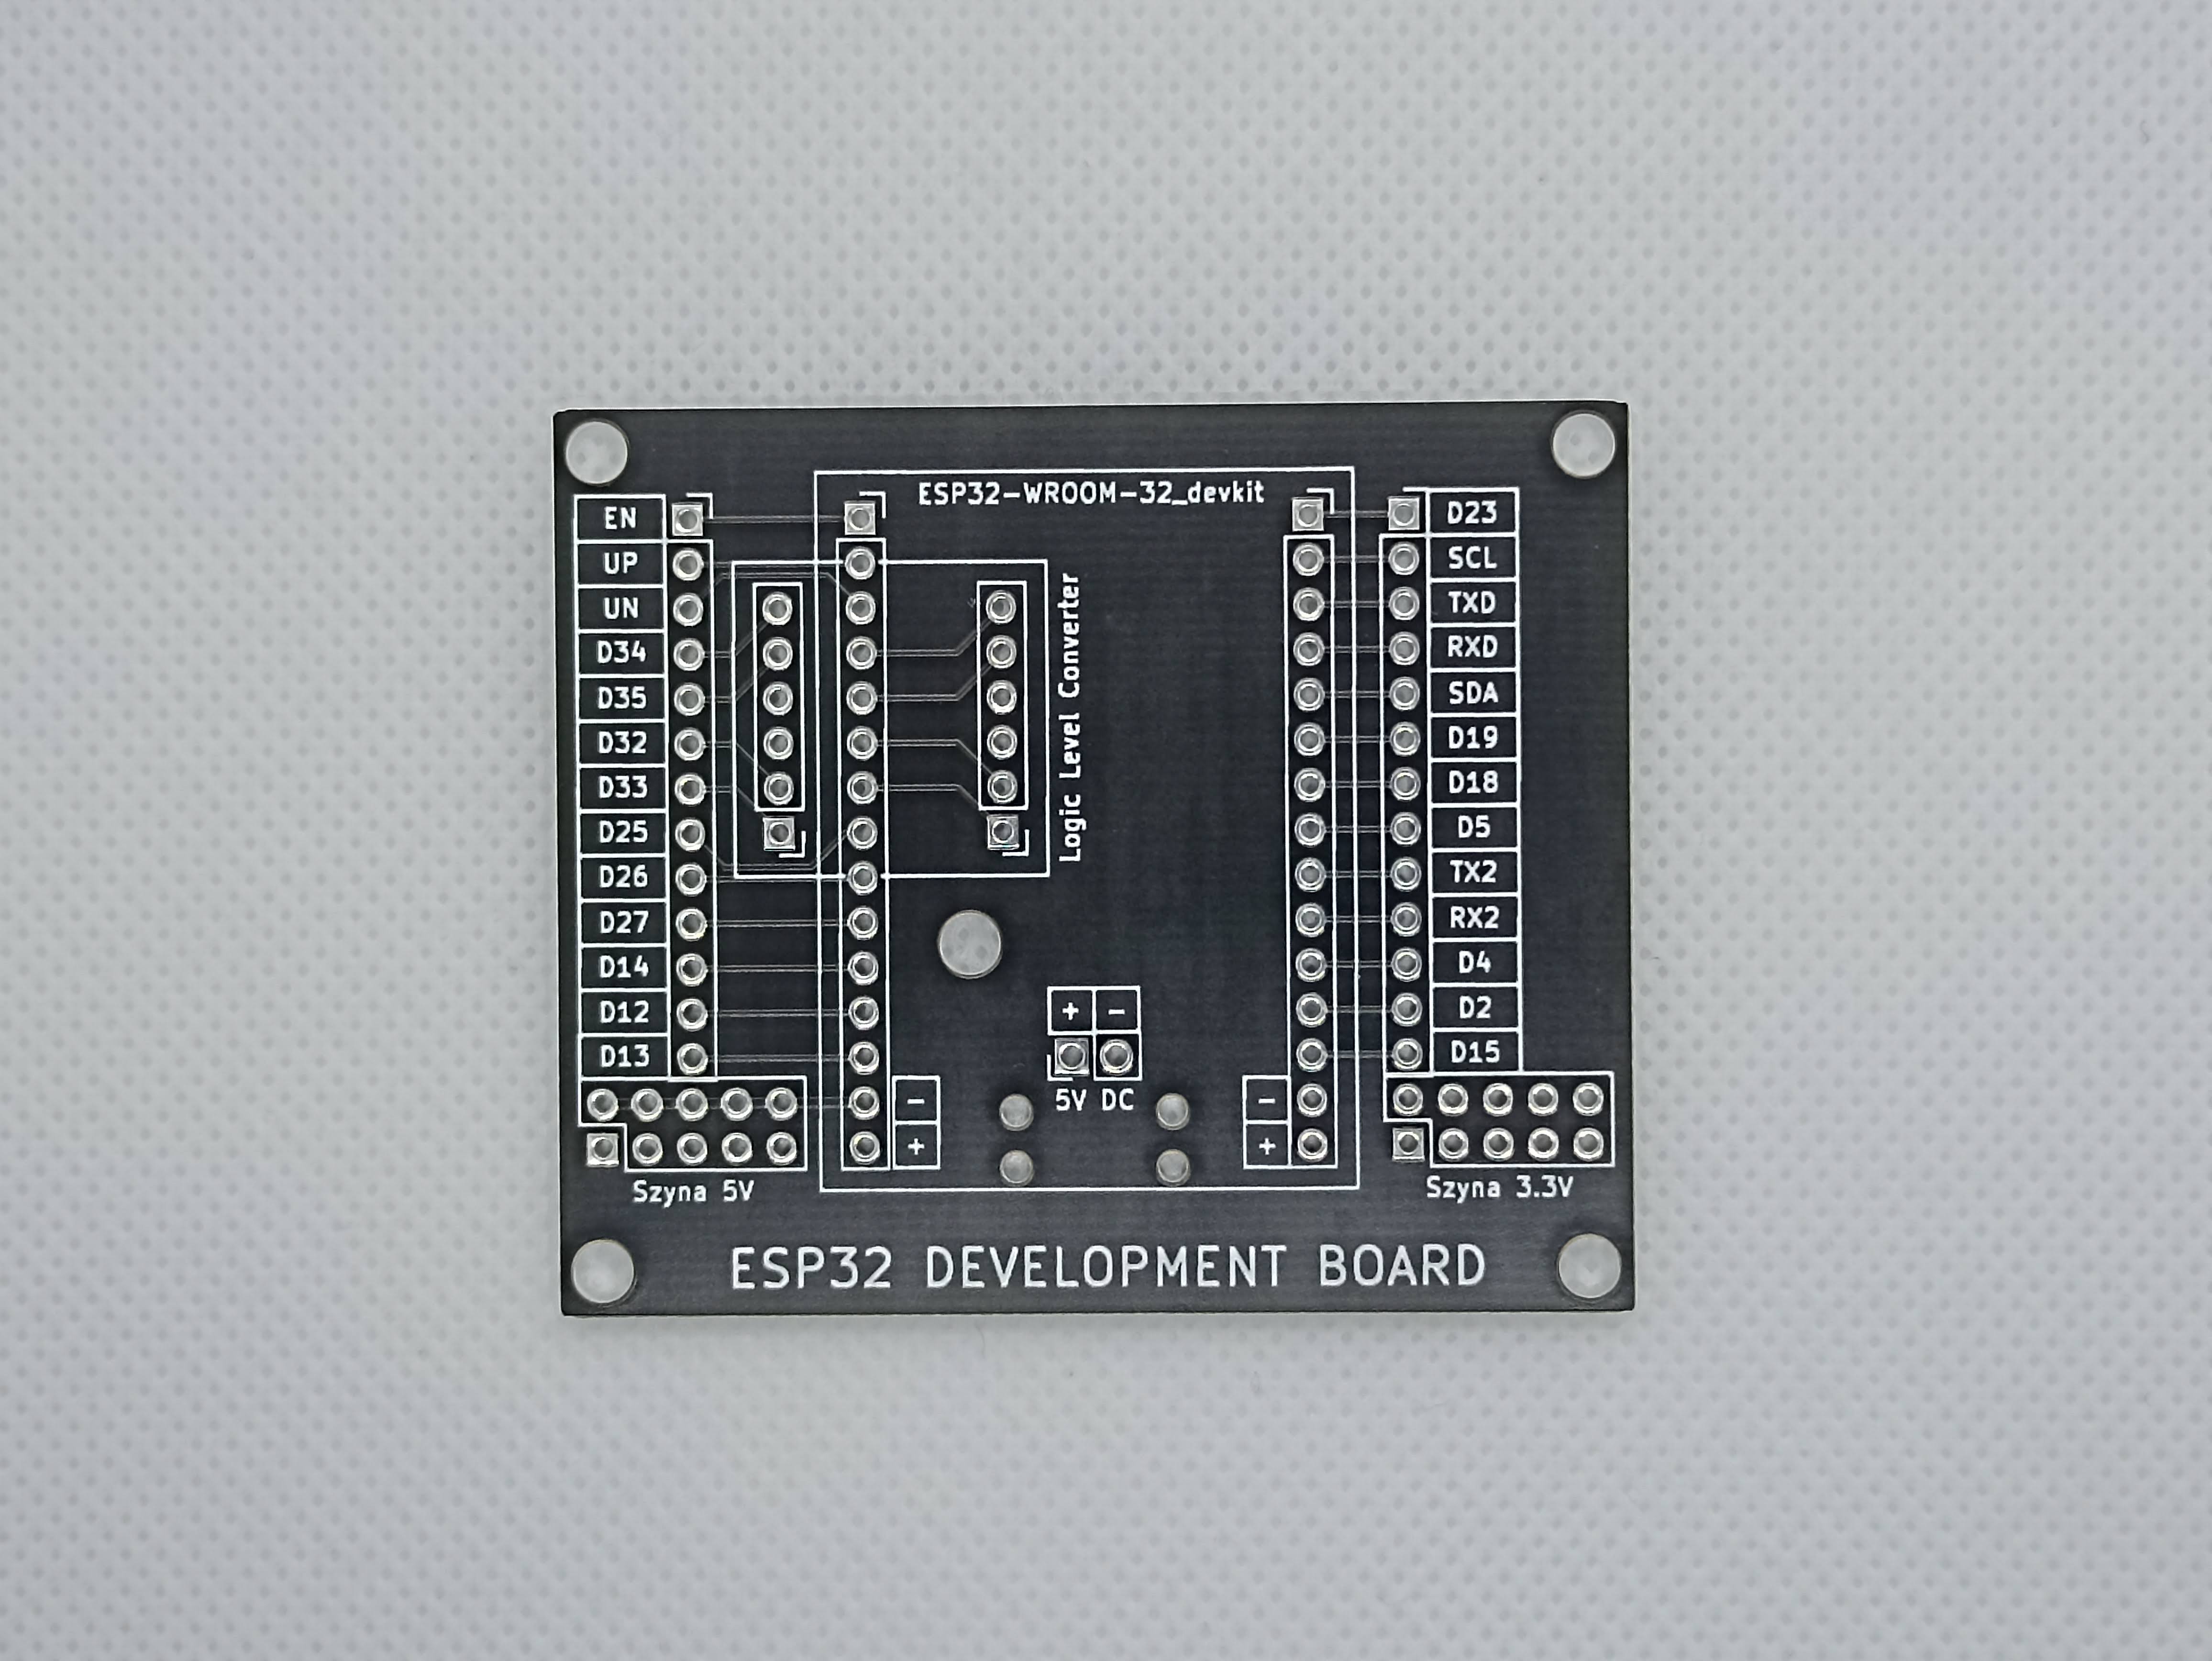 ESP32-WROOM-32_devkit
EN
UP
UN
D34
D35
D32
D33
D25
D26
D27
D14
D12
D13
Logic Level Converter
D23
SCL
TXD
RXD
SDA
D19
D18
D5
TX2
RX2
D4
D2
D15
+ -
5V DC
-
+
-
+
Szyna 5V
Szyna 3.3V
ESP32 DEVELOPMENT BOARD